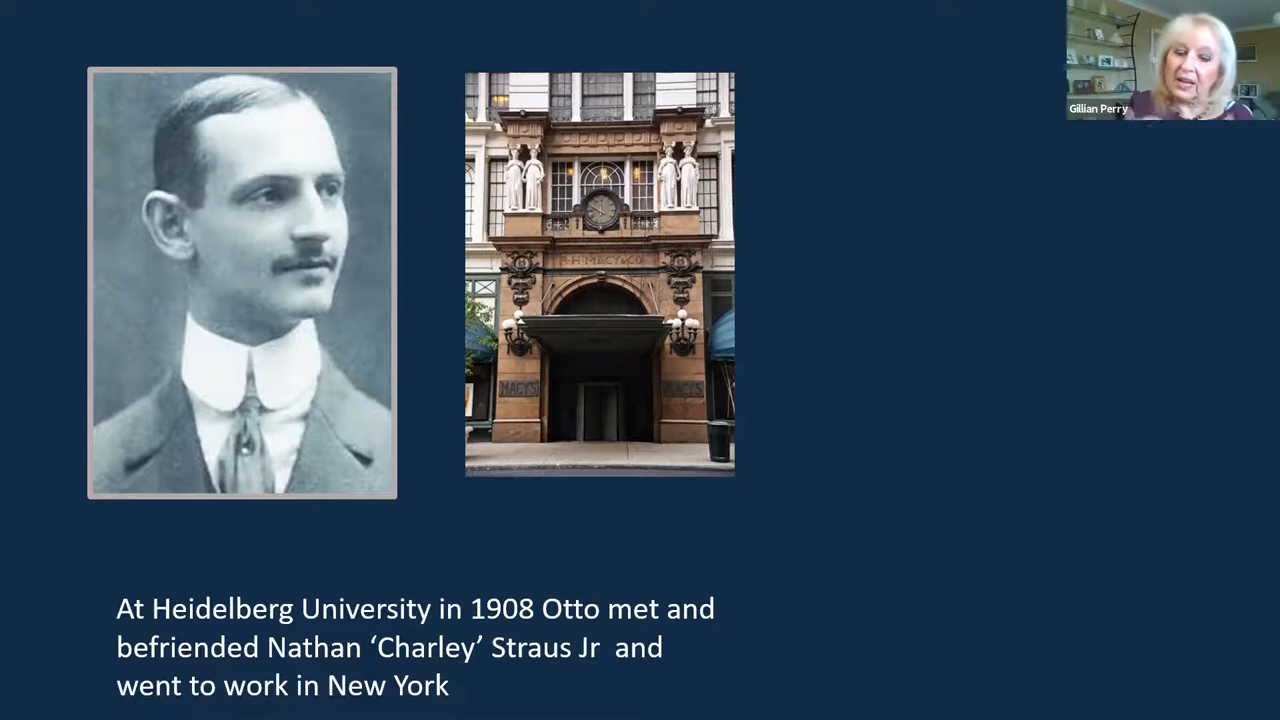 Gillian Perry
R·H·MACY&CO·
MACY'S
MACY'S
At Heidelberg University in 1908 Otto met and
befriended Nathan ‘Charley’ Straus Jr  and
went to work in New York